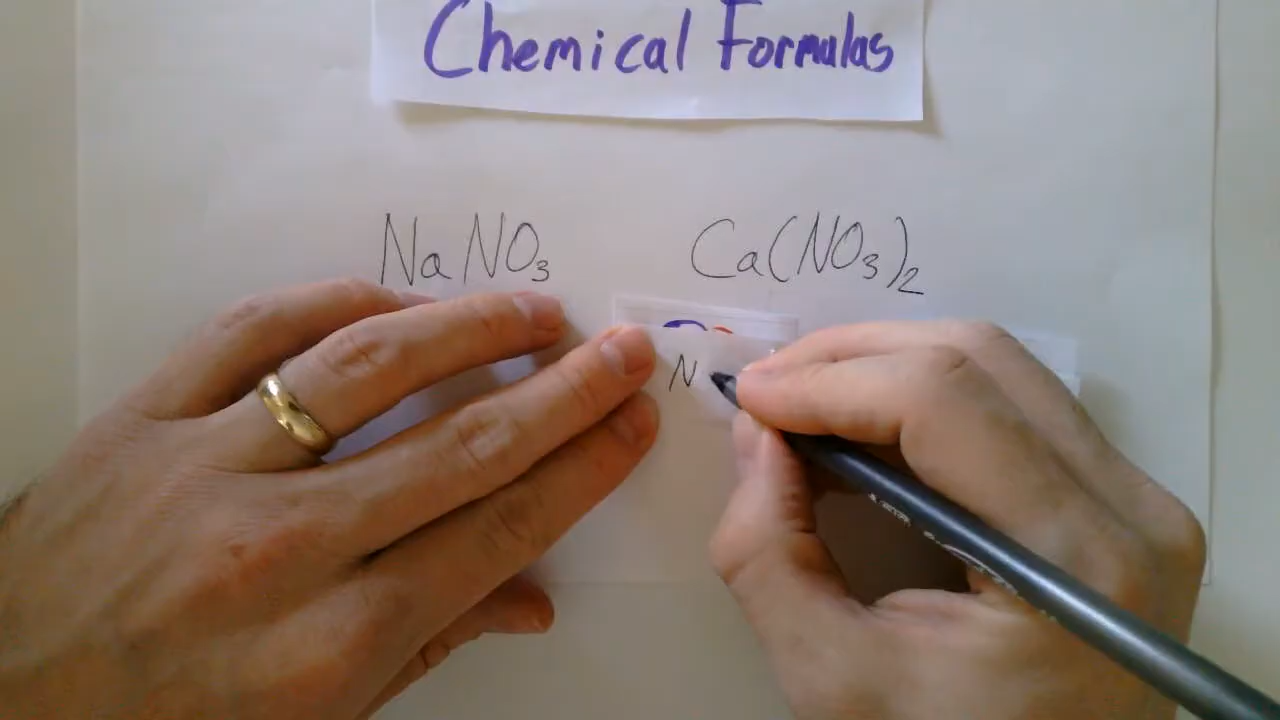 Chemical Formulas
NaNO₃ Ca(NO₃)₂
N